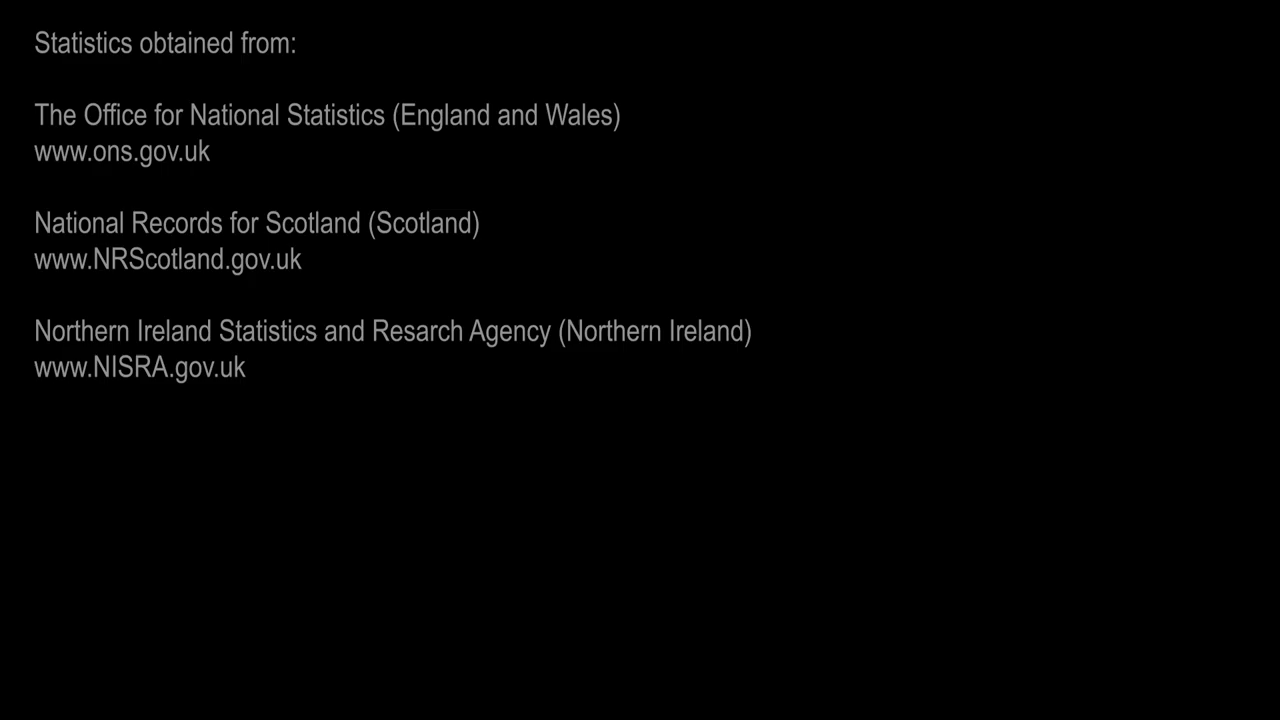 Statistics obtained from:
The Office for National Statistics (England and Wales)
www.ons.gov.uk
National Records for Scotland (Scotland)
www.NRScotland.gov.uk
Northern Ireland Statistics and Resarch Agency (Northern Ireland)
www.NISRA.gov.uk